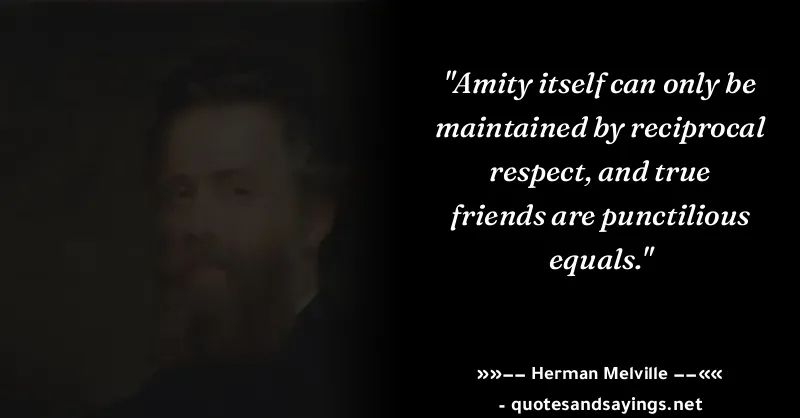 "Amity itself can only be
maintained by reciprocal
respect, and true
friends are punctilious
equals."
»»–– Herman Melville ––««
- quotesandsayings.net